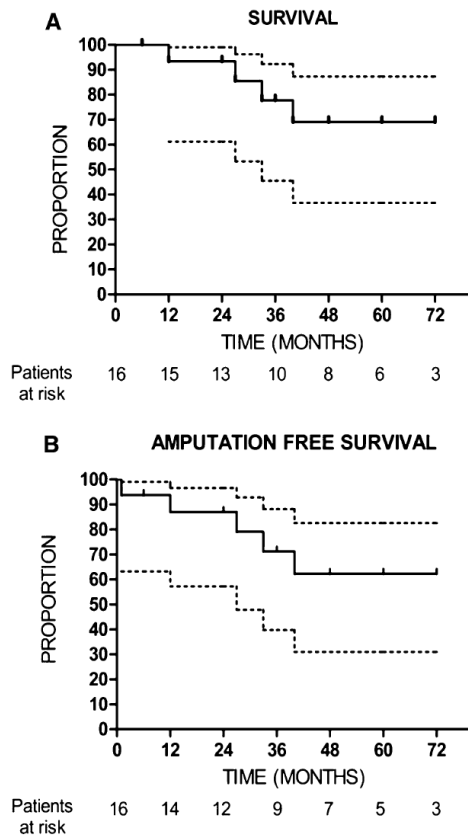 A
SURVIVAL
100
90
80
70
60
50
40
30
20
10
0
PROPORTION
0 12 24 36 48 60 72
TIME (MONTHS)
Patients at risk 16 15 13 10 8 6 3
B
AMPUTATION FREE SURVIVAL
100
90
80
70
60
50
40
30
20
10
0
PROPORTION
0 12 24 36 48 60 72
TIME (MONTHS)
Patients at risk 16 14 12 9 7 5 3